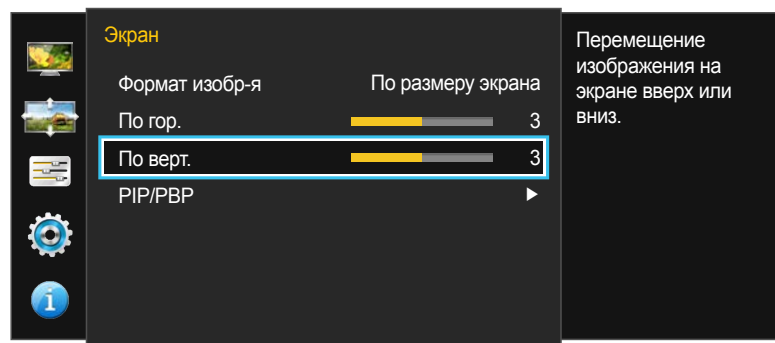 Экран
Формат изобр-я По размеру экрана
По гор. 3
По верт. 3
PIP/PBP
Перемещение
изображения на
экране вверх или
вниз.